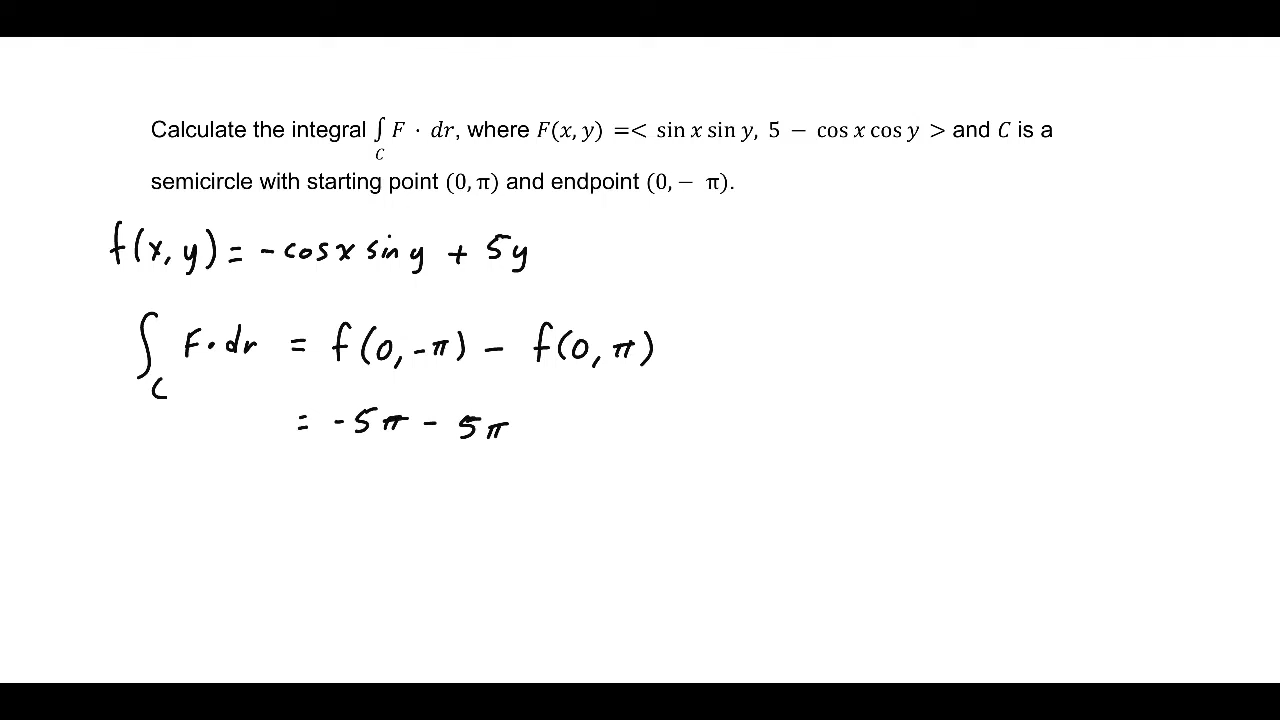 Calculate the integral ∫_C F · dr, where F(x, y) =< sin x sin y, 5 − cos x cos y > and C is a
semicircle with starting point (0, π) and endpoint (0, − π).
f(x, y) = - cos x sin y + 5y
∫_C F · dr = f(0, -π) - f(0, π)
= -5π - 5π